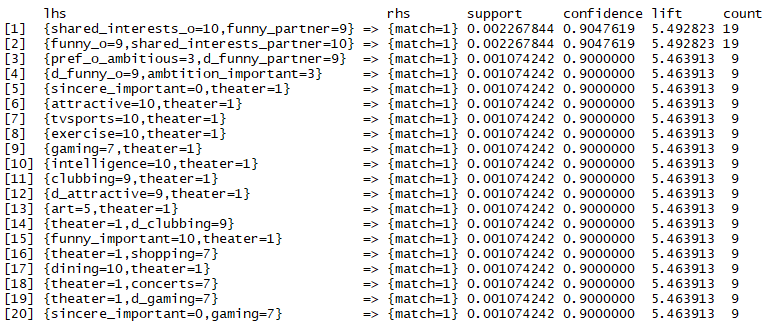 lhs rhs support confidence lift count
[1] {shared_interests_o=10,funny_partner=9} => {match=1} 0.002267844 0.9047619 5.492823 19
[2] {funny_o=9,shared_interests_partner=10} => {match=1} 0.002267844 0.9047619 5.492823 19
[3] {pref_o_ambitious=3,d_funny_partner=9} => {match=1} 0.001074242 0.9000000 5.463913 9
[4] {d_funny_o=9,ambtition_important=3} => {match=1} 0.001074242 0.9000000 5.463913 9
[5] {sincere_important=0,theater=1} => {match=1} 0.001074242 0.9000000 5.463913 9
[6] {attractive=10,theater=1} => {match=1} 0.001074242 0.9000000 5.463913 9
[7] {tvsports=10,theater=1} => {match=1} 0.001074242 0.9000000 5.463913 9
[8] {exercise=10,theater=1} => {match=1} 0.001074242 0.9000000 5.463913 9
[9] {gaming=7,theater=1} => {match=1} 0.001074242 0.9000000 5.463913 9
[10] {intelligence=10,theater=1} => {match=1} 0.001074242 0.9000000 5.463913 9
[11] {clubbing=9,theater=1} => {match=1} 0.001074242 0.9000000 5.463913 9
[12] {d_attractive=9,theater=1} => {match=1} 0.001074242 0.9000000 5.463913 9
[13] {art=5,theater=1} => {match=1} 0.001074242 0.9000000 5.463913 9
[14] {theater=1,d_clubbing=9} => {match=1} 0.001074242 0.9000000 5.463913 9
[15] {funny_important=10,theater=1} => {match=1} 0.001074242 0.9000000 5.463913 9
[16] {theater=1,shopping=7} => {match=1} 0.001074242 0.9000000 5.463913 9
[17] {dining=10,theater=1} => {match=1} 0.001074242 0.9000000 5.463913 9
[18] {theater=1,concerts=7} => {match=1} 0.001074242 0.9000000 5.463913 9
[19] {theater=1,d_gaming=7} => {match=1} 0.001074242 0.9000000 5.463913 9
[20] {sincere_important=0,gaming=7} => {match=1} 0.001074242 0.9000000 5.463913 9